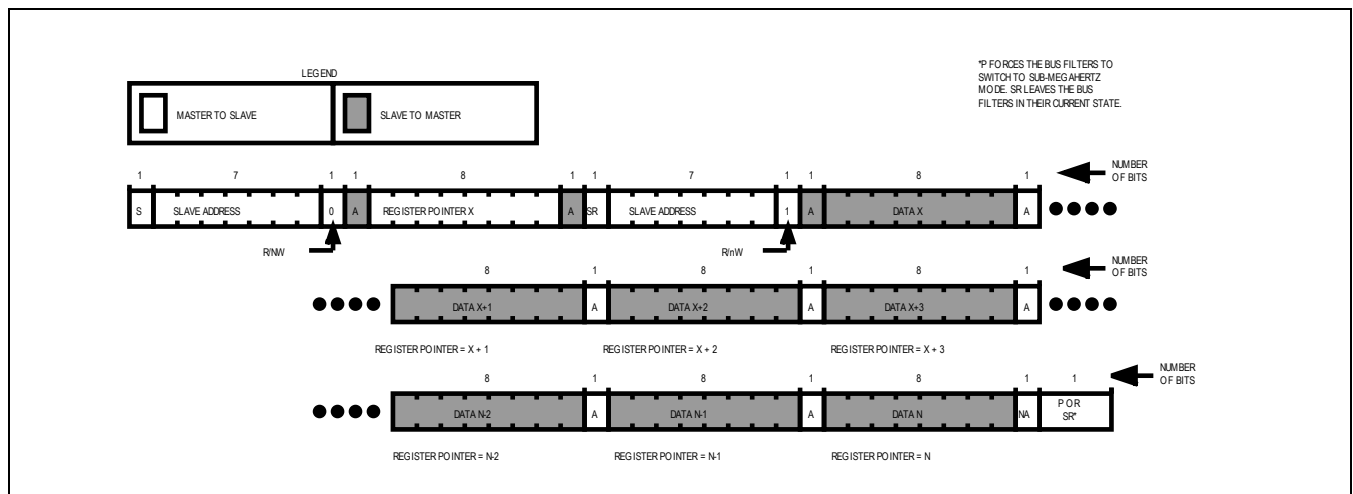 LEGEND
MASTER TO SLAVE
SLAVE TO MASTER
*P FORCES THE BUS FILTERS TO
SWITCH TO SUB-MEGAHERTZ
MODE. SR LEAVES THE BUS
FILTERS IN THEIR CURRENT STATE.
1 7 1 1 8 1 1 7 1 1 8 1
NUMBER
OF BITS
S SLAVE ADDRESS 0 A REGISTER POINTER X A SR SLAVE ADDRESS 1 A DATA X A
R/NW R/nW
8 1 8 1 8 1
NUMBER
OF BITS
DATA X+1 A DATA X+2 A DATA X+3 A
REGISTER POINTER = X + 1 REGISTER POINTER = X + 2 REGISTER POINTER = X + 3
8 1 8 1 8 1 1
NUMBER
OF BITS
DATA N-2 A DATA N-1 A DATA N NA P OR
SR*
REGISTER POINTER = N-2 REGISTER POINTER = N-1 REGISTER POINTER = N